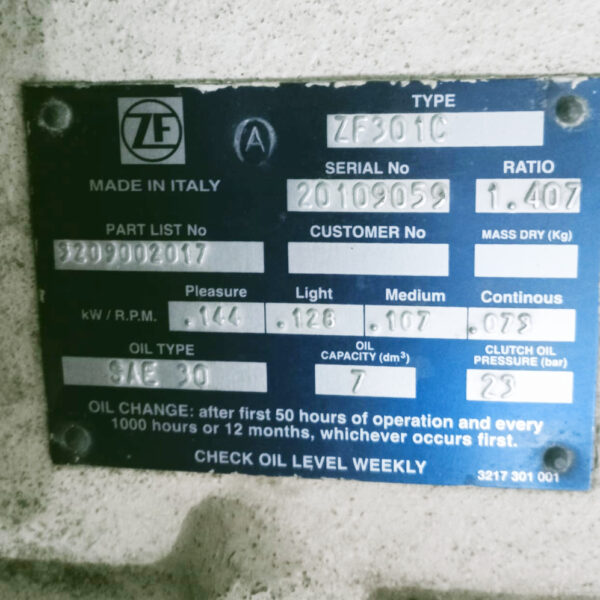 ZF
A
TYPE
ZF301C
MADE IN ITALY
SERIAL No
20109059
RATIO
1.407
PART LIST No
3209002017
CUSTOMER No
MASS DRY (Kg)
kW / R.P.M.
Pleasure
Light
Medium
Continous
.144
.128
.107
OIL TYPE
SAE 30
OIL
CAPACITY (dm³)
7
CLUTCH OIL
PRESSURE (bar)
23
OIL CHANGE: after first 50 hours of operation and every
1000 hours or 12 months, whichever occurs first.
CHECK OIL LEVEL WEEKLY
3217 301 001